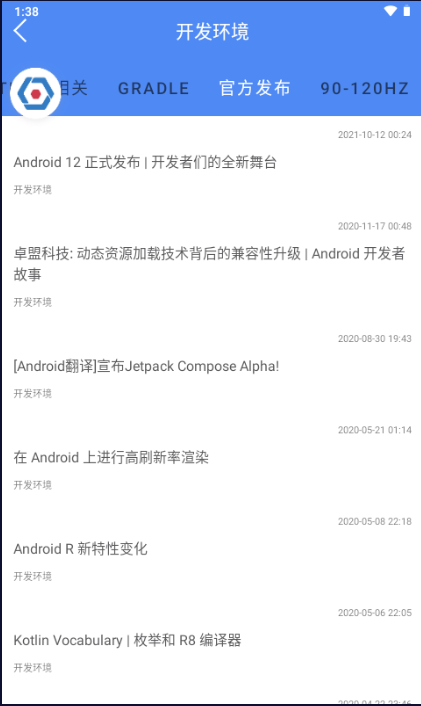 1:38
开发环境
相关 GRADLE 官方发布 90-120HZ
2021-10-12 00:24
Android 12 正式发布 | 开发者们的全新舞台
开发环境
2020-11-17 00:48
卓盟科技: 动态资源加载技术背后的兼容性升级 | Android 开发者
故事
开发环境
2020-08-30 19:43
[Android翻译]宣布Jetpack Compose Alpha!
开发环境
2020-05-21 01:14
在 Android 上进行高刷新率渲染
开发环境
2020-05-08 22:18
Android R 新特性变化
开发环境
2020-05-06 22:05
Kotlin Vocabulary | 枚举和 R8 编译器
开发环境